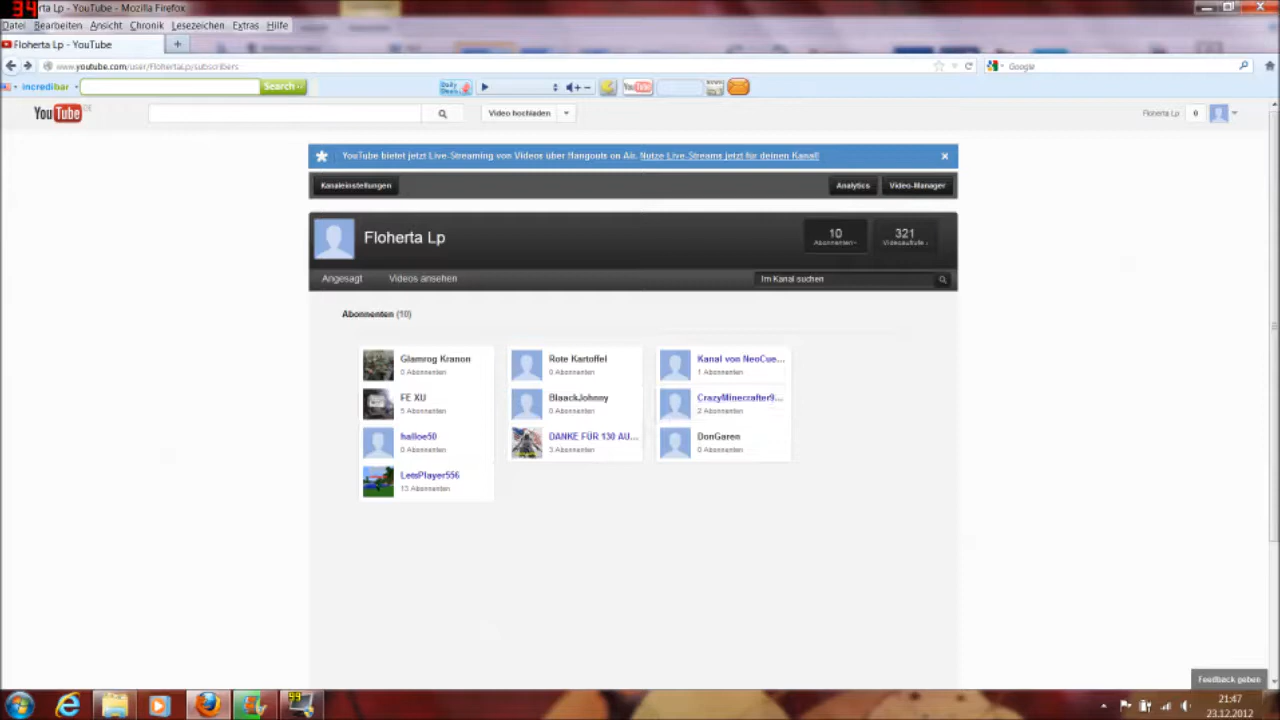 34
rta Lp - YouTube - Mozilla Firefox
Datei Bearbeiten Ansicht Chronik Lesezeichen Extras Hilfe
Floherta Lp - YouTube
+
www.youtube.com/user/FlohertaLp/subscribers
Google
incredibar
Search
Daily Deals
YouTube
YouTube DE
Video hochladen
Floherta Lp 0
YouTube bietet jetzt Live-Streaming von Videos über Hangouts on Air. Nutze Live-Streams jetzt für deinen Kanal!
Kanaleinstellungen
Analytics
Video-Manager
Floherta Lp
10
Abonnenten
321
Videoaufrufe
Angesagt
Videos ansehen
Im Kanal suchen
Abonnenten (10)
Glamrog Kranon
0 Abonnenten
Rote Kartoffel
0 Abonnenten
Kanal von NeoCue...
1 Abonnenten
FE XU
5 Abonnenten
BlaackJohnny
0 Abonnenten
CrazyMinecrafter9...
2 Abonnenten
halloe50
0 Abonnenten
DANKE FÜR 130 AU...
3 Abonnenten
DonGaren
0 Abonnenten
LetsPlayer556
13 Abonnenten
Feedback geben
21:47
23.12.2012